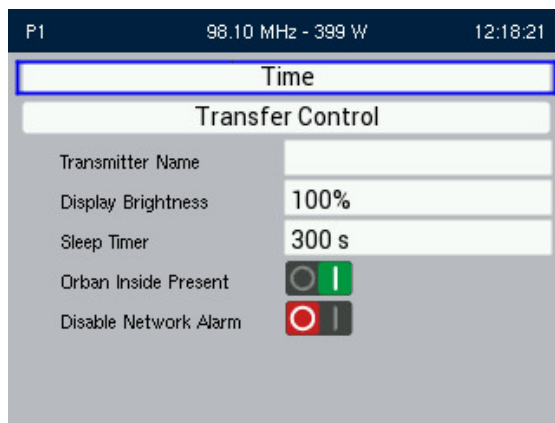 P1 98.10 MHz - 399 W 12:18:21
Time
Transfer Control
Transmitter Name
Display Brightness 100%
Sleep Timer 300 s
Orban Inside Present
Disable Network Alarm